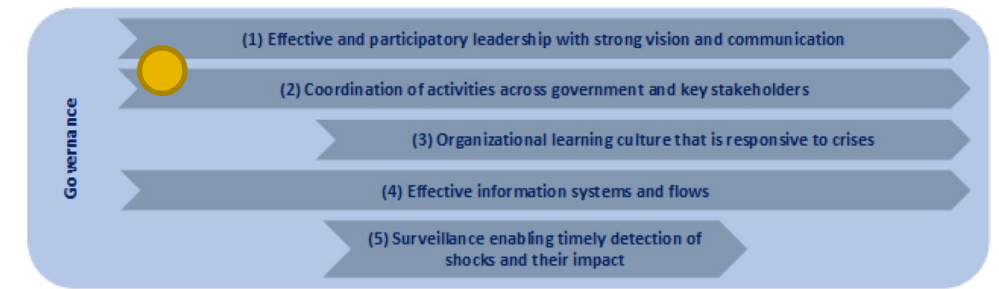 Governance
(1) Effective and participatory leadership with strong vision and communication
(2) Coordination of activities across government and key stakeholders
(3) Organizational learning culture that is responsive to crises
(4) Effective information systems and flows
(5) Surveillance enabling timely detection of
shocks and their impact